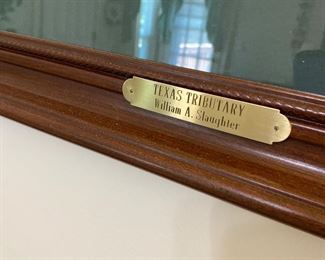 TEXAS TRIBUTARY
William A. Slaughter